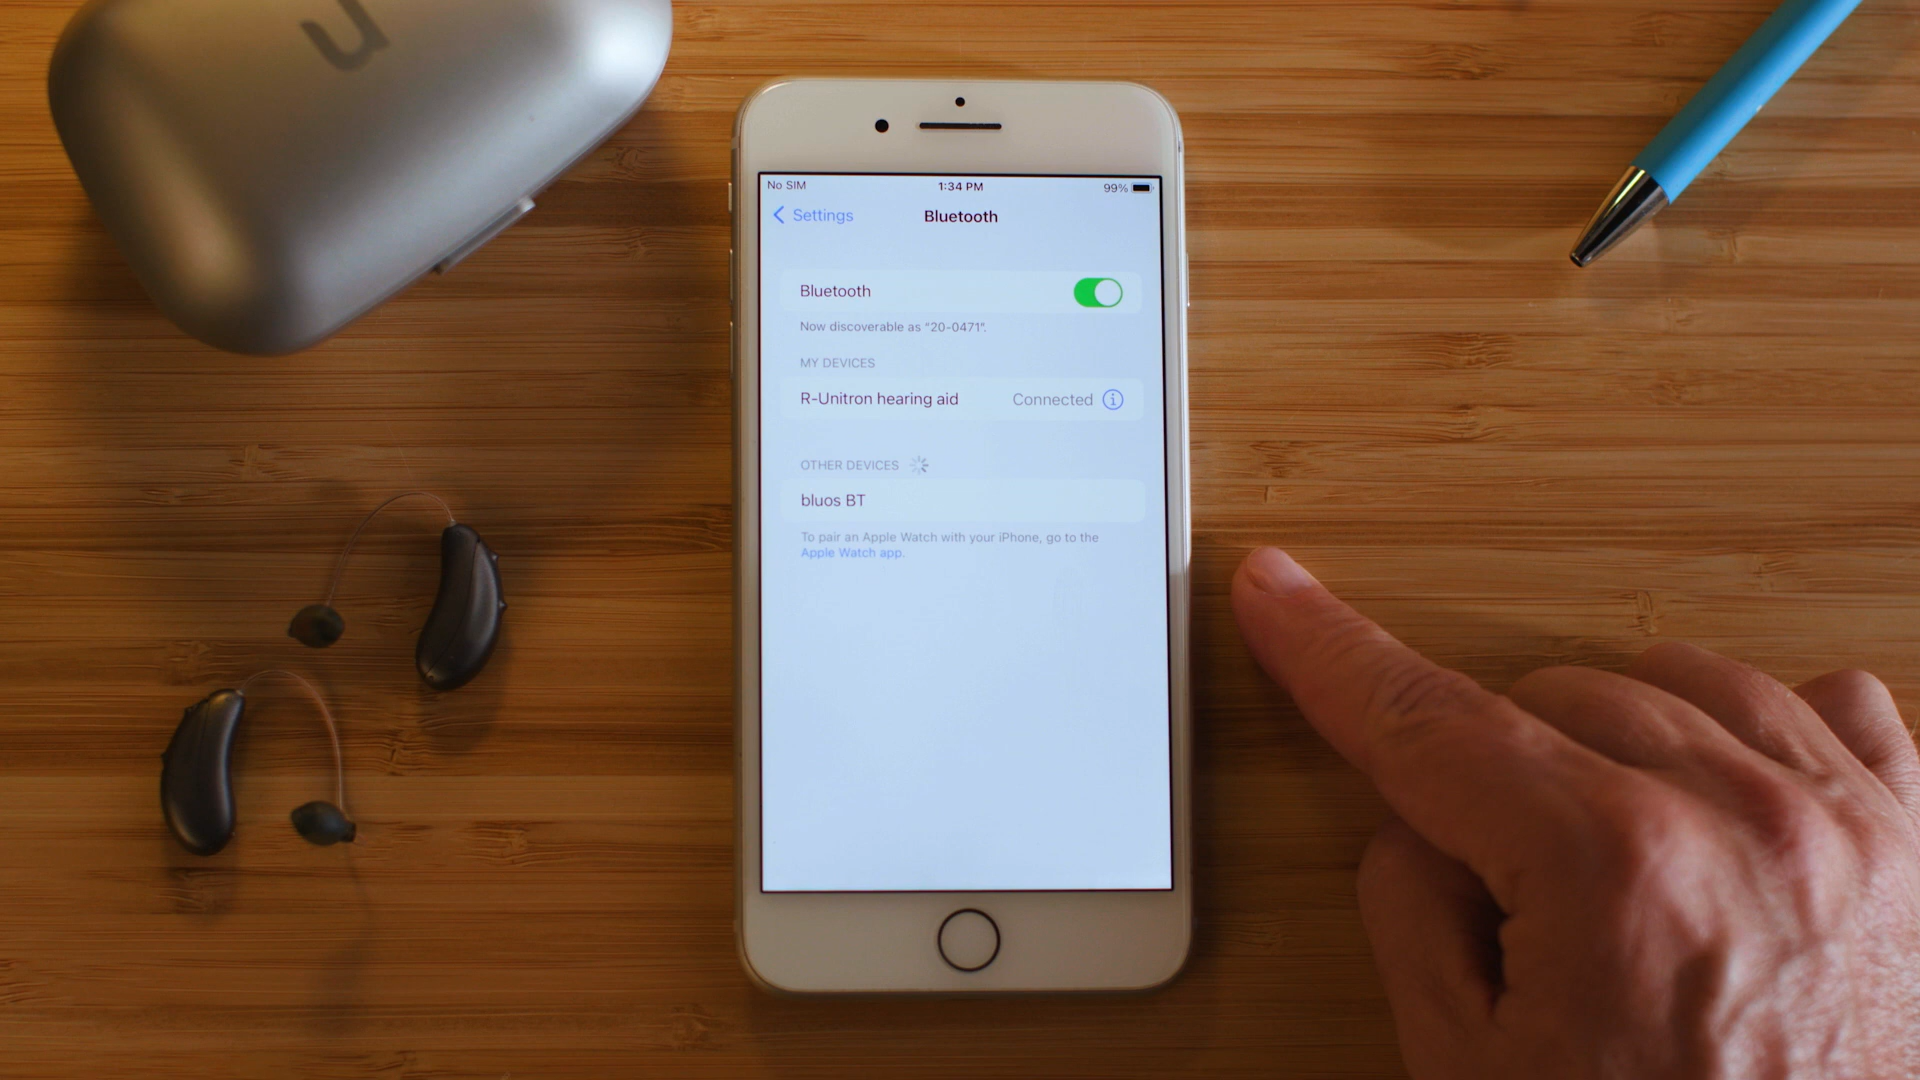 u
No SIM 1:34 PM 99%
Settings Bluetooth
Bluetooth
Now discoverable as "20-0471".
MY DEVICES
R-Unitron hearing aid Connected i
OTHER DEVICES
bluos BT
To pair an Apple Watch with your iPhone, go to the
Apple Watch app.